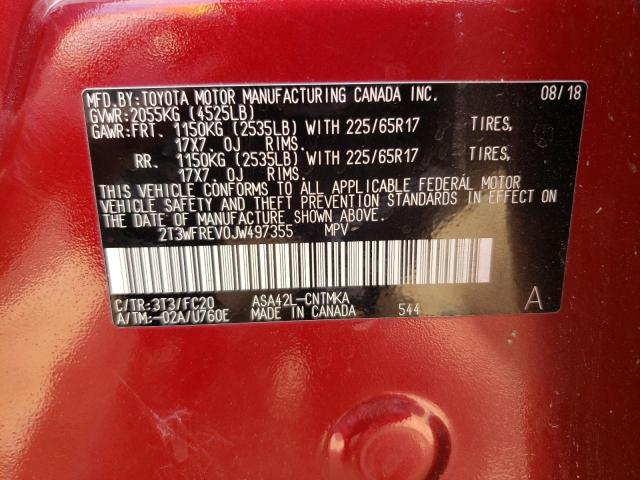 MFD.BY:TOYOTA MOTOR MANUFACTURING CANADA INC. 08/18
GVWR:2055KG (4525LB)
GAWR:FRT. 1150KG (2535LB) WITH 225/65R17 TIRES,
17X7.0J RIMS.
RR. 1150KG (2535LB) WITH 225/65R17 TIRES,
17X7.0J RIMS.
THIS VEHICLE CONFORMS TO ALL APPLICABLE FEDERAL MOTOR
VEHICLE SAFETY AND THEFT PREVENTION STANDARDS IN EFFECT ON
THE DATE OF MANUFACTURE SHOWN ABOVE.
2T3WFREV0JW497355 MPV
C/TR:3T3/FC20 ASA42L-CNTMKA A
A/TM:-02A/U760E MADE IN CANADA 544